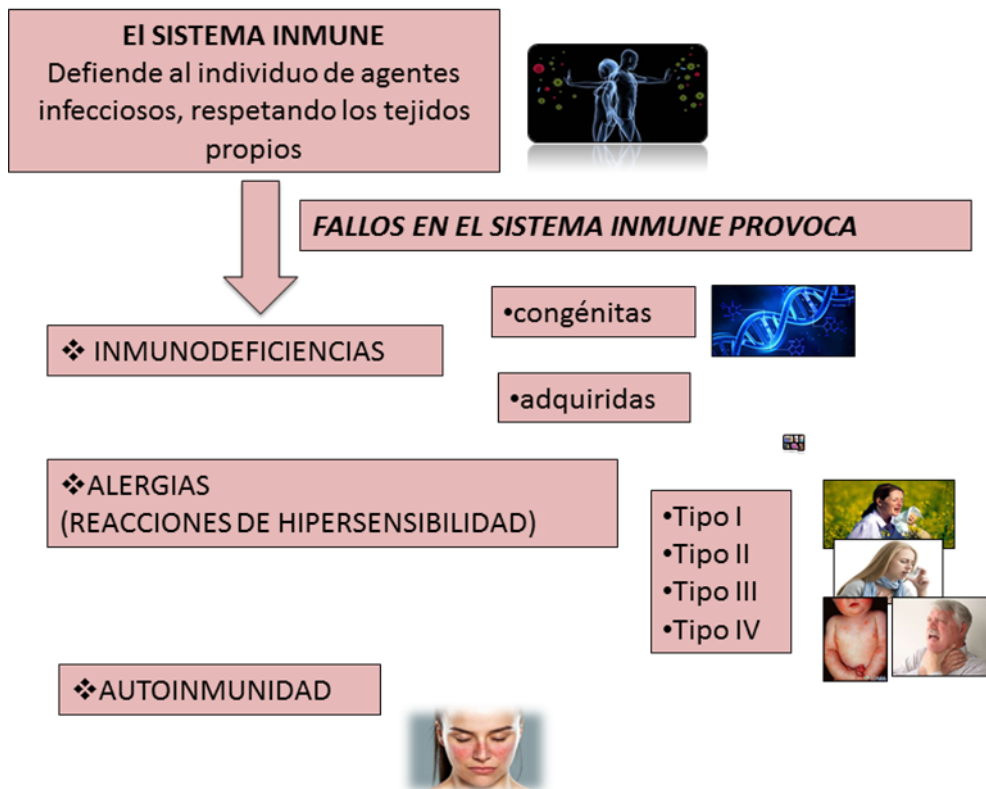 El SISTEMA INMUNE
Defiende al individuo de agentes
infecciosos, respetando los tejidos
propios
FALLOS EN EL SISTEMA INMUNE PROVOCA
❖ INMUNODEFICIENCIAS
•congénitas
•adquiridas
❖ALERGIAS
(REACCIONES DE HIPERSENSIBILIDAD)
•Tipo I
•Tipo II
•Tipo III
•Tipo IV
❖AUTOINMUNIDAD